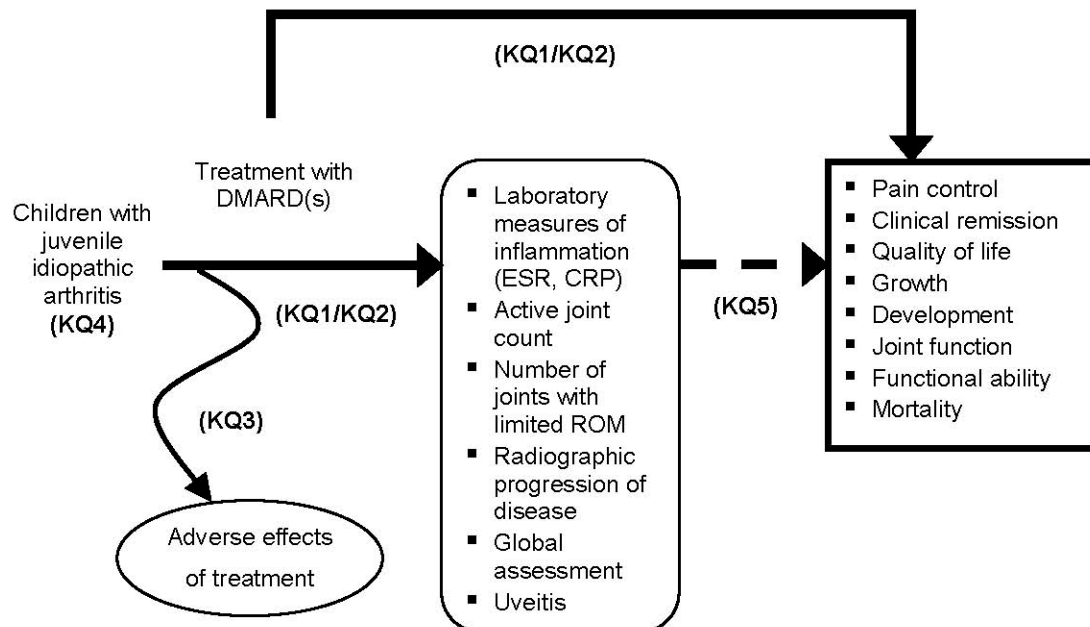 (KQ1/KQ2)
Treatment with
DMARD(s)
Children with
juvenile
idiopathic
arthritis
(KQ4)
(KQ1/KQ2)
(KQ3)
Adverse effects
of treatment
▪ Laboratory
measures of
inflammation
(ESR, CRP)
▪ Active joint
count
▪ Number of
joints with
limited ROM
▪ Radiographic
progression of
disease
▪ Global
assessment
▪ Uveitis
(KQ5)
▪ Pain control
▪ Clinical remission
▪ Quality of life
▪ Growth
▪ Development
▪ Joint function
▪ Functional ability
▪ Mortality